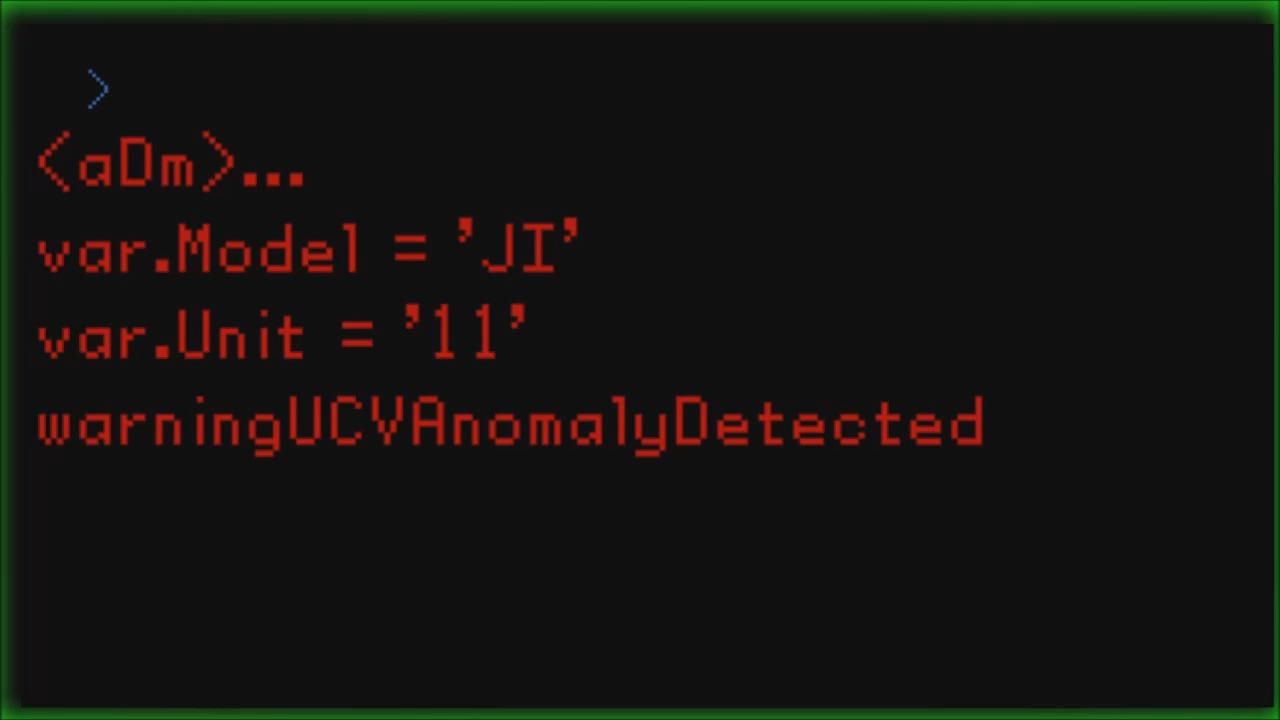 >
<aDm>...
var.Model = 'JI'
var.Unit = '11'
warningUCVAnomalyDetected